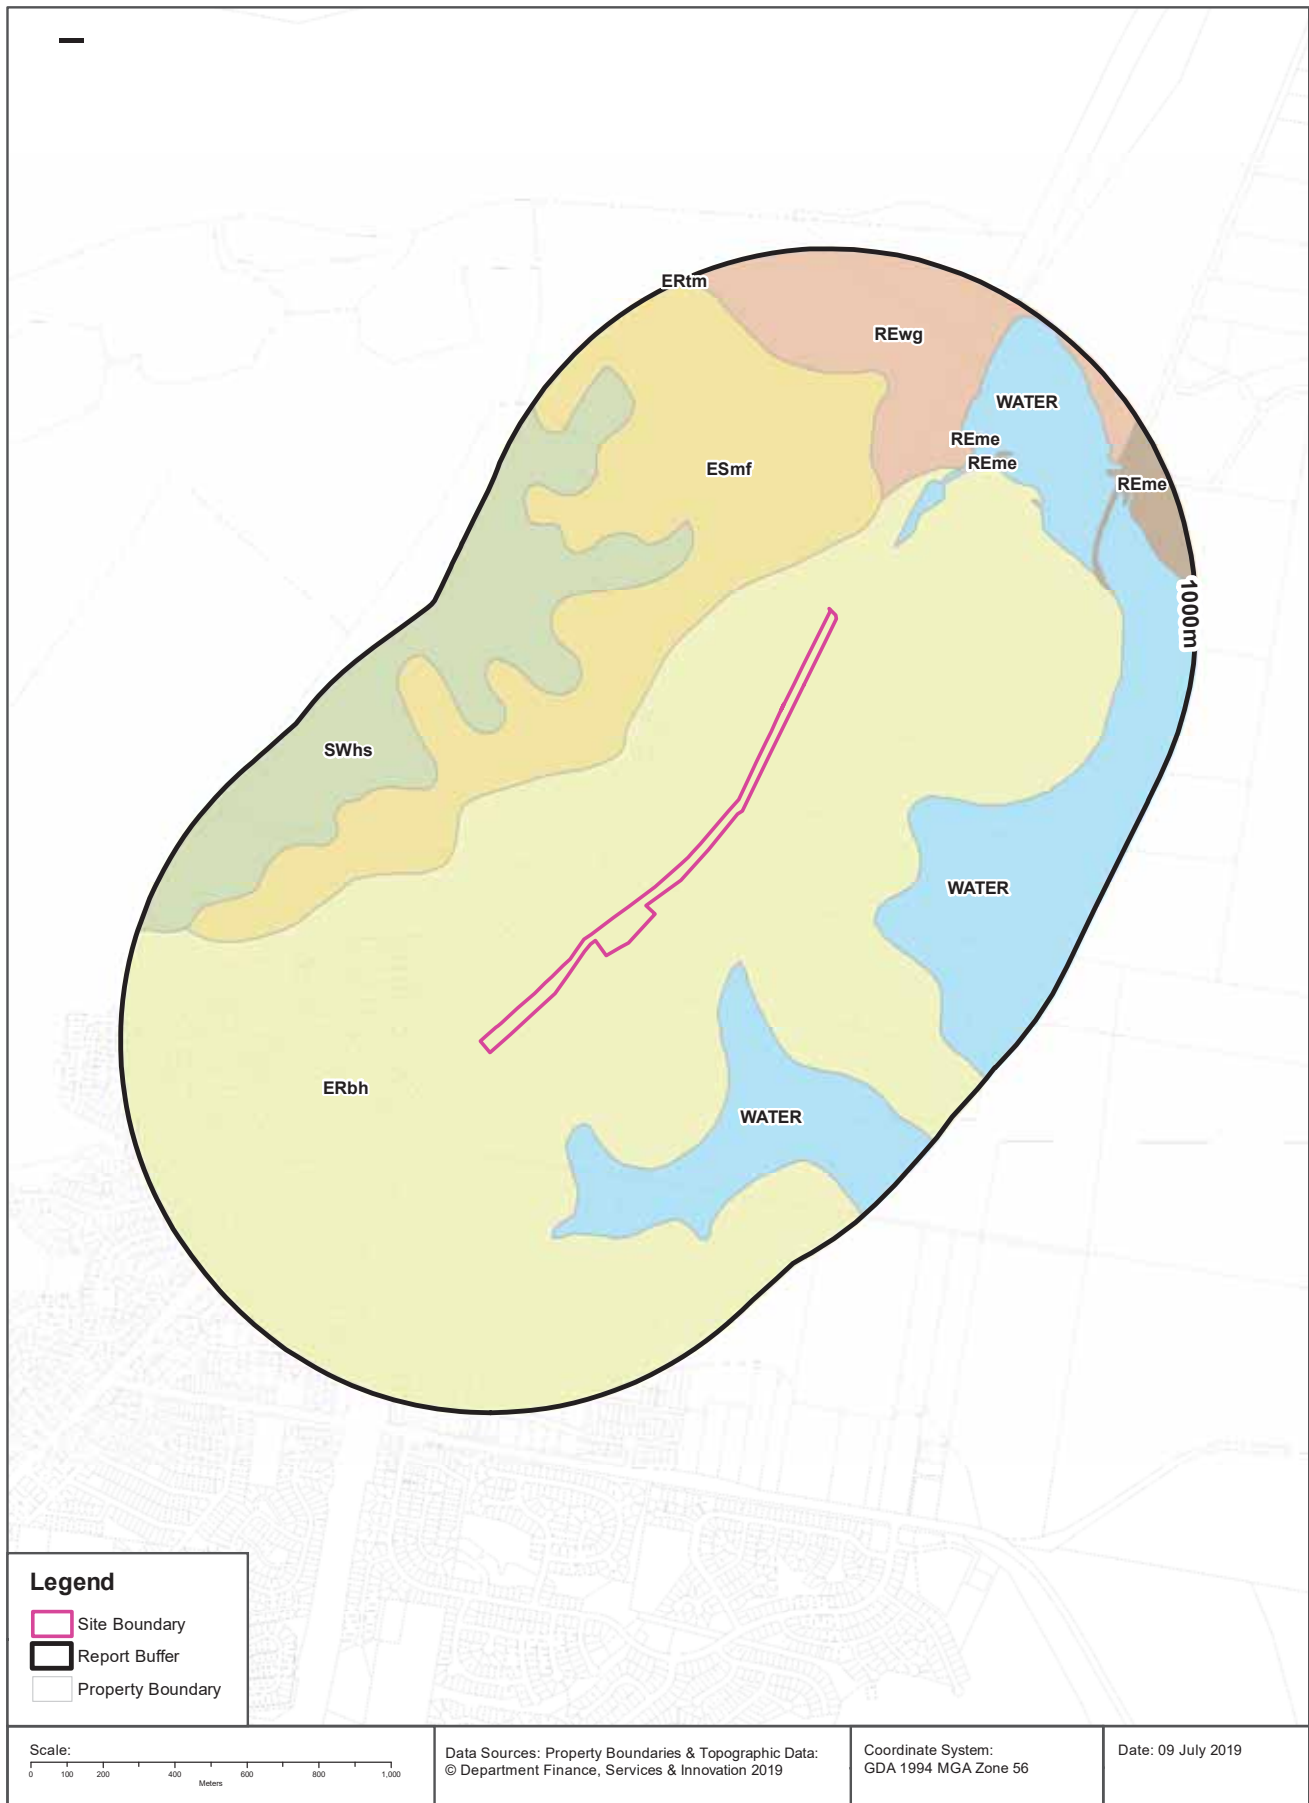 ERtm
REwg
WATER
REme
REme
REme
ESmf
1000m
SWhs
WATER
ERbh
WATER
Legend
Site Boundary
Report Buffer
Property Boundary
Scale:
0 100 200 400 600 800 1,000
Meters
Data Sources: Property Boundaries & Topographic Data:
© Department Finance, Services & Innovation 2019
Coordinate System:
GDA 1994 MGA Zone 56
Date: 09 July 2019